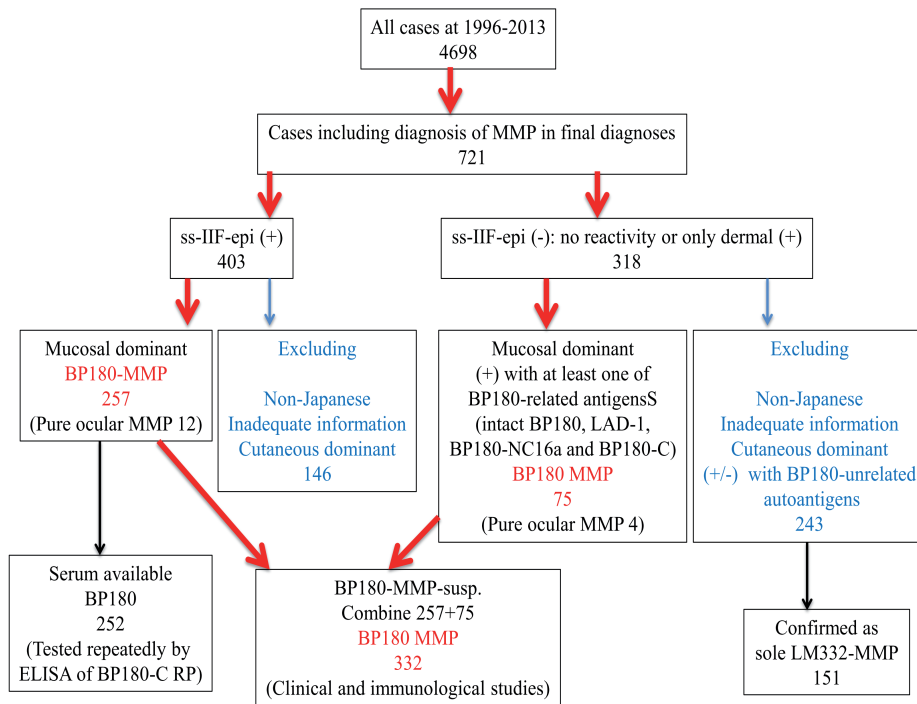 All cases at 1996-2013
4698
Cases including diagnosis of MMP in final diagnoses
721
ss-IIF-epi (+)
403
ss-IIF-epi (-): no reactivity or only dermal (+)
318
Mucosal dominant
BP180-MMP
257
(Pure ocular MMP 12)
Excluding
Non-Japanese
Inadequate information
Cutaneous dominant
146
Mucosal dominant
(+) with at least one of
BP180-related antigensS
(intact BP180, LAD-1,
BP180-NC16a and BP180-C)
BP180 MMP
75
(Pure ocular MMP 4)
Excluding
Non-Japanese
Inadequate information
Cutaneous dominant
(+/-) with BP180-unrelated
autoantigens
243
Serum available
BP180
252
(Tested repeatedly by
ELISA of BP180-C RP)
BP180-MMP-susp.
Combine 257+75
BP180 MMP
332
(Clinical and immunological studies)
Confirmed as
sole LM332-MMP
151